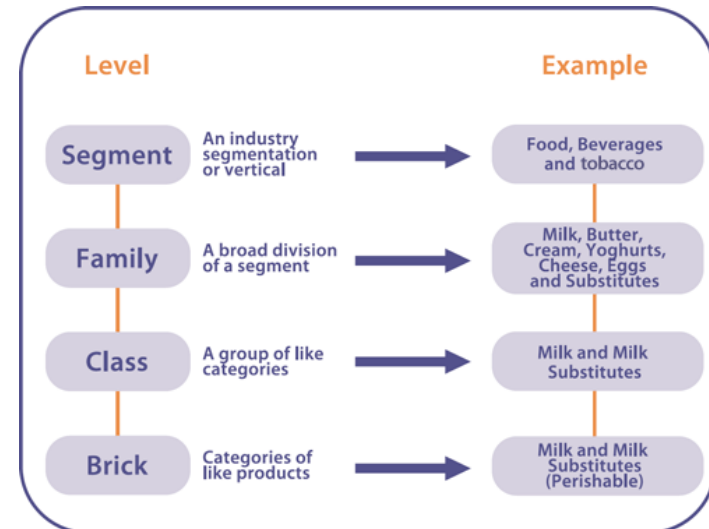 Level
Example
Segment
An industry
segmentation
or vertical
Food, Beverages
and tobacco
Family
A broad division
of a segment
Milk, Butter,
Cream, Yoghurts,
Cheese, Eggs
and Substitutes
Class
A group of like
categories
Milk and Milk
Substitutes
Brick
Categories of
like products
Milk and Milk
Substitutes
(Perishable)